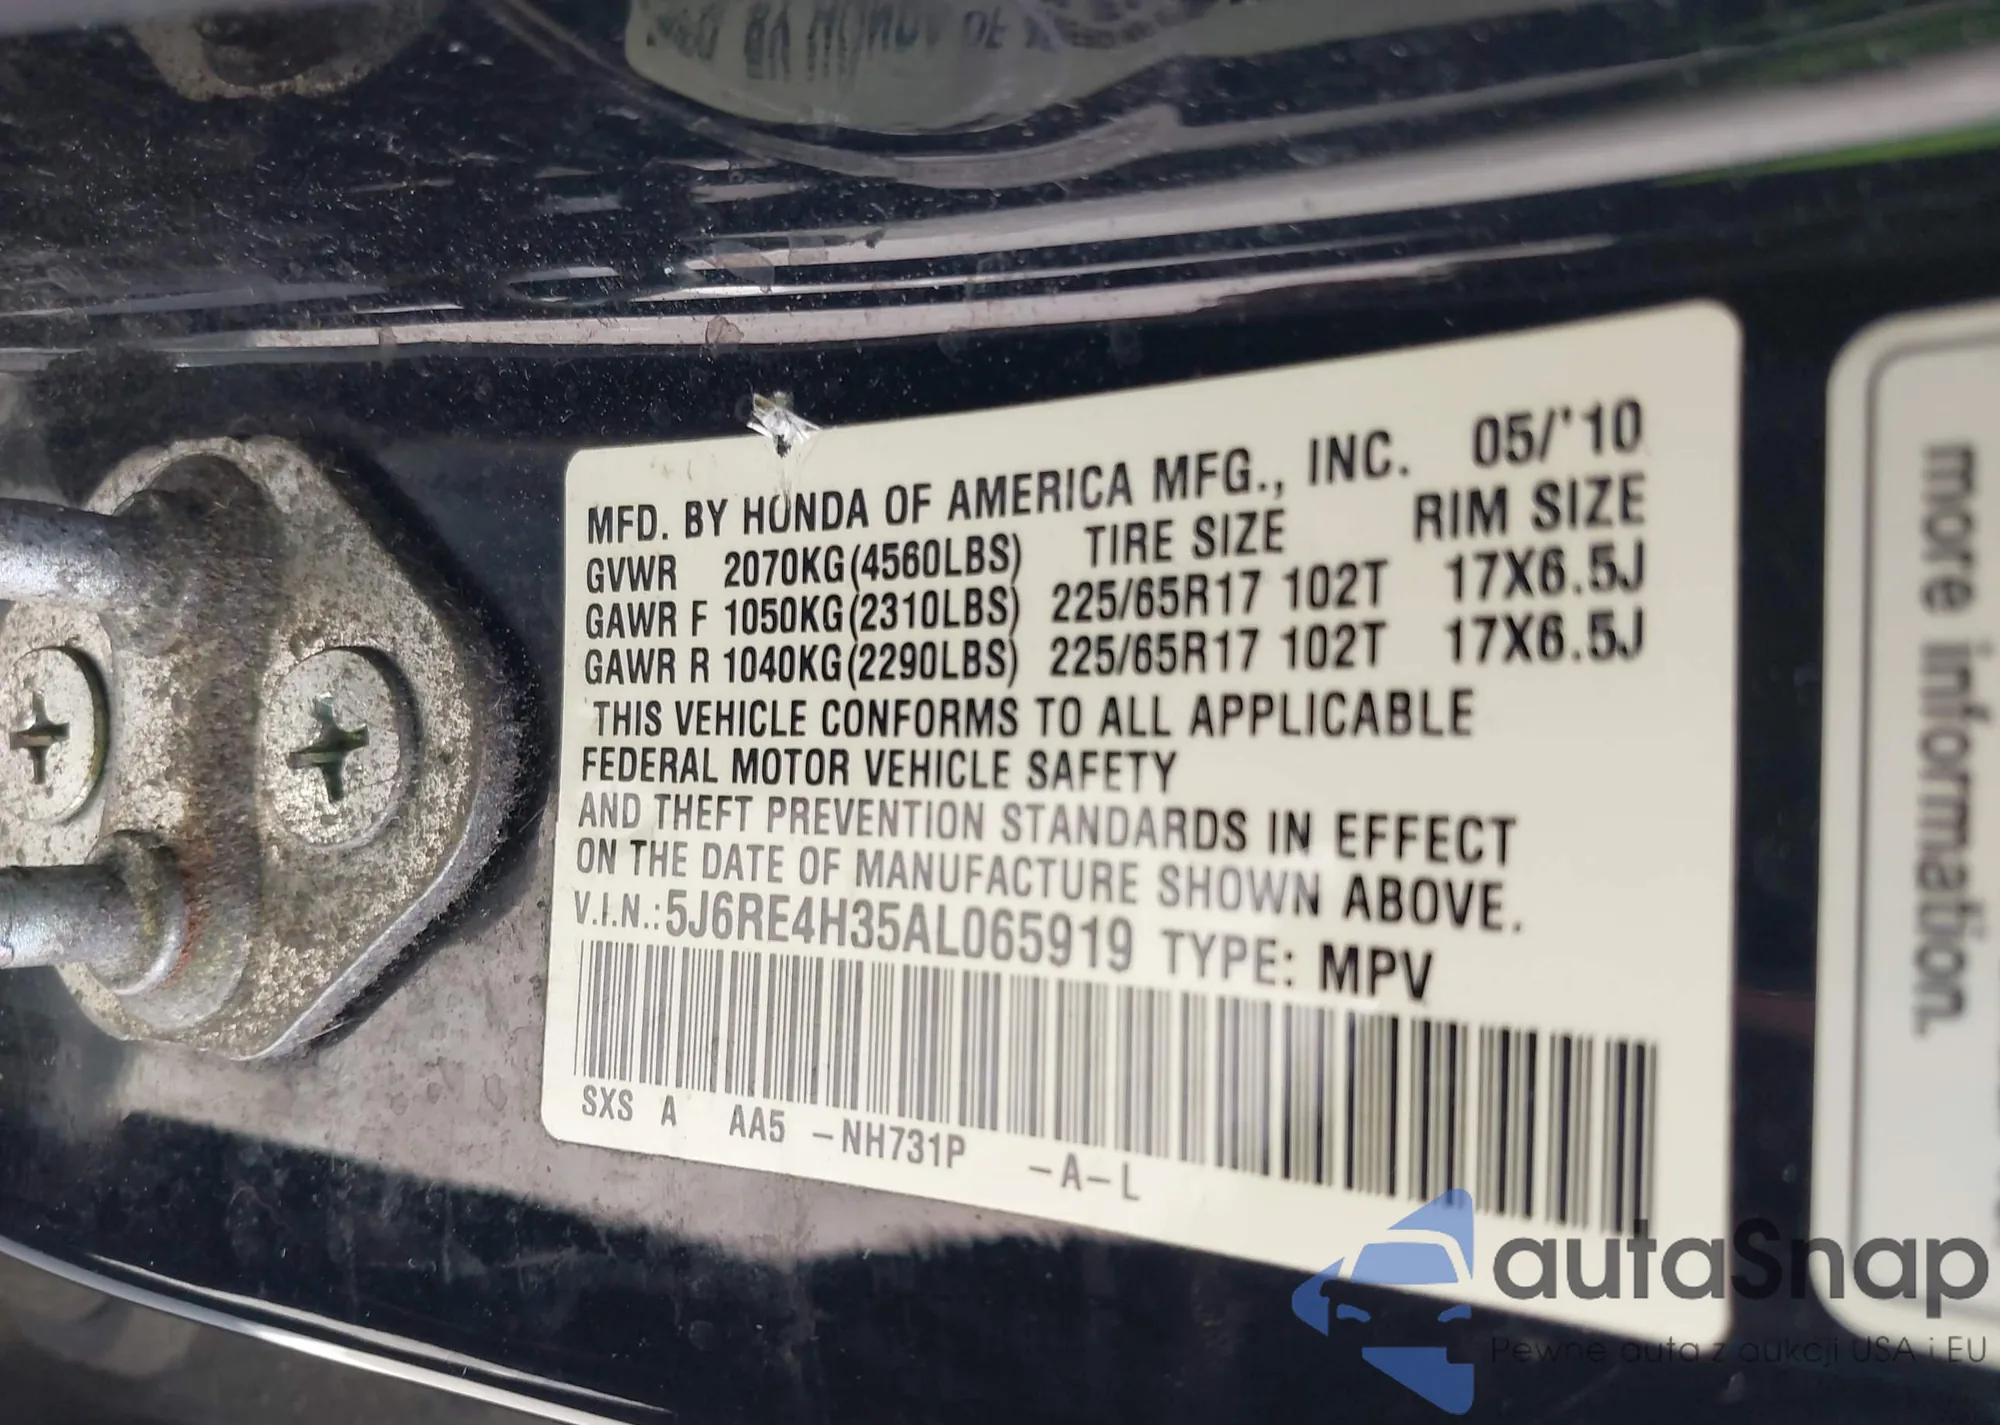 MFD. BY HONDA OF AMERICA MFG., INC. 05/'10
GVWR 2070KG(4560LBS) TIRE SIZE RIM SIZE
GAWR F 1050KG(2310LBS) 225/65R17 102T 17X6.5J
GAWR R 1040KG(2290LBS) 225/65R17 102T 17X6.5J
THIS VEHICLE CONFORMS TO ALL APPLICABLE
FEDERAL MOTOR VEHICLE SAFETY
AND THEFT PREVENTION STANDARDS IN EFFECT
ON THE DATE OF MANUFACTURE SHOWN ABOVE.
V.I.N.:5J6RE4H35AL065919 TYPE: MPV
SXS A AA5 -NH731P -A-L
more information.
autaSnap
Pewne auta z aukcji USA i EU